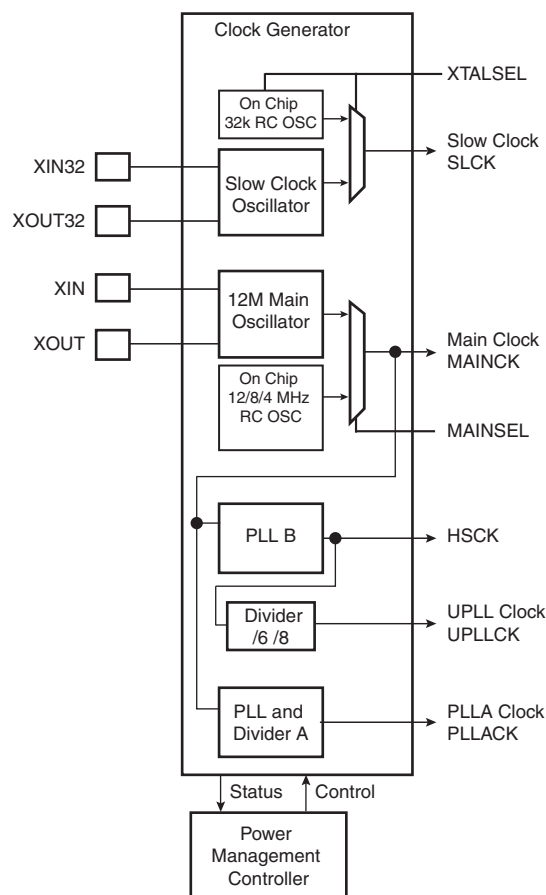 Clock Generator
XTALSEL
On Chip
32k RC OSC
Slow Clock
SLCK
XIN32
Slow Clock
Oscillator
XOUT32
XIN
12M Main
Oscillator
XOUT
Main Clock
MAINCK
On Chip
12/8/4 MHz
RC OSC
MAINSEL
PLL B
HSCK
Divider
/6 /8
UPLL Clock
UPLLCK
PLL and
Divider A
PLLA Clock
PLLACK
Status
Control
Power
Management
Controller